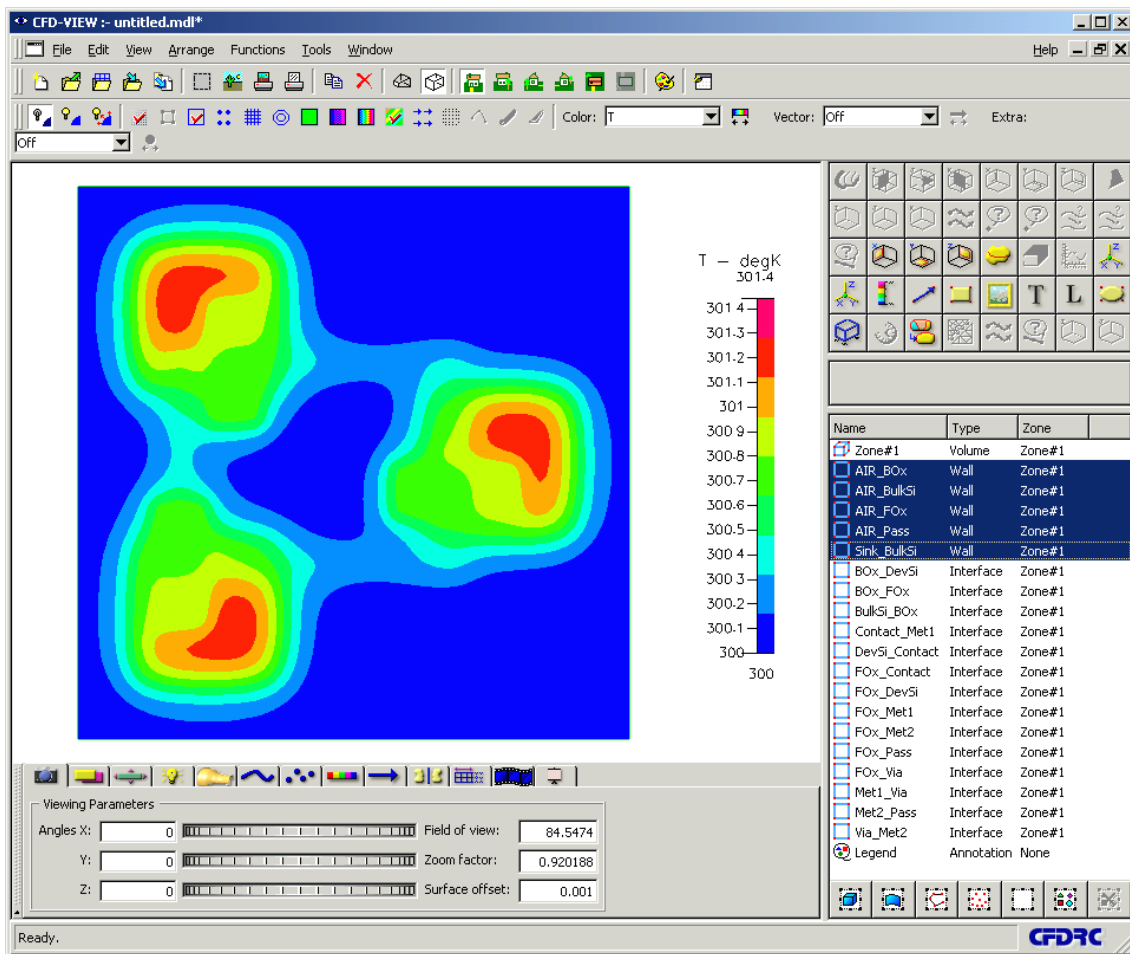 CFD-VIEW :- untitled.mdl*
File Edit View Arrange Functions Tools Window Help
Color: T Vector: Off Extra:
Off
T – degK
301.4
301.4
301.3
301.2
301.1
301
300.9
300.8
300.7
300.6
300.5
300.4
300.3
300.2
300.1
300
300
Name Type Zone
Zone#1 Volume Zone#1
AIR_BOx Wall Zone#1
AIR_BulkSi Wall Zone#1
AIR_FOx Wall Zone#1
AIR_Pass Wall Zone#1
Sink_BulkSi Wall Zone#1
BOx_DevSi Interface Zone#1
BOx_FOx Interface Zone#1
BulkSi_BOx Interface Zone#1
Contact_Met1 Interface Zone#1
DevSi_Contact Interface Zone#1
FOx_Contact Interface Zone#1
FOx_DevSi Interface Zone#1
FOx_Met1 Interface Zone#1
FOx_Met2 Interface Zone#1
FOx_Pass Interface Zone#1
FOx_Via Interface Zone#1
Met1_Via Interface Zone#1
Met2_Pass Interface Zone#1
Via_Met2 Interface Zone#1
Legend Annotation None
Viewing Parameters
Angles X: 0 Field of view: 84.5474
Y: 0 Zoom factor: 0.920188
Z: 0 Surface offset: 0.001
Ready.
CFDRC